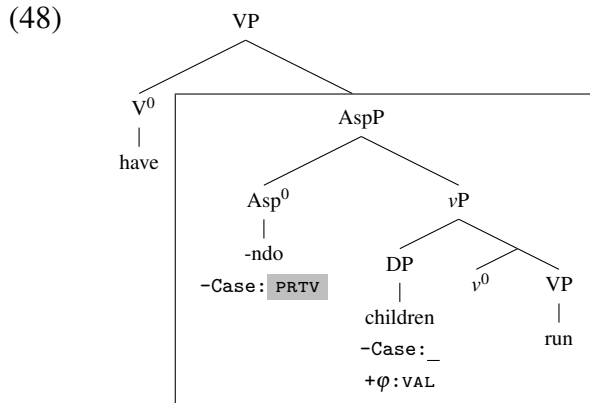 (48)
VP
V⁰
have
AspP
Asp⁰
vP
-ndo
-Case: PRTV
DP
v⁰
VP
children
run
-Case:_
+φ:VAL